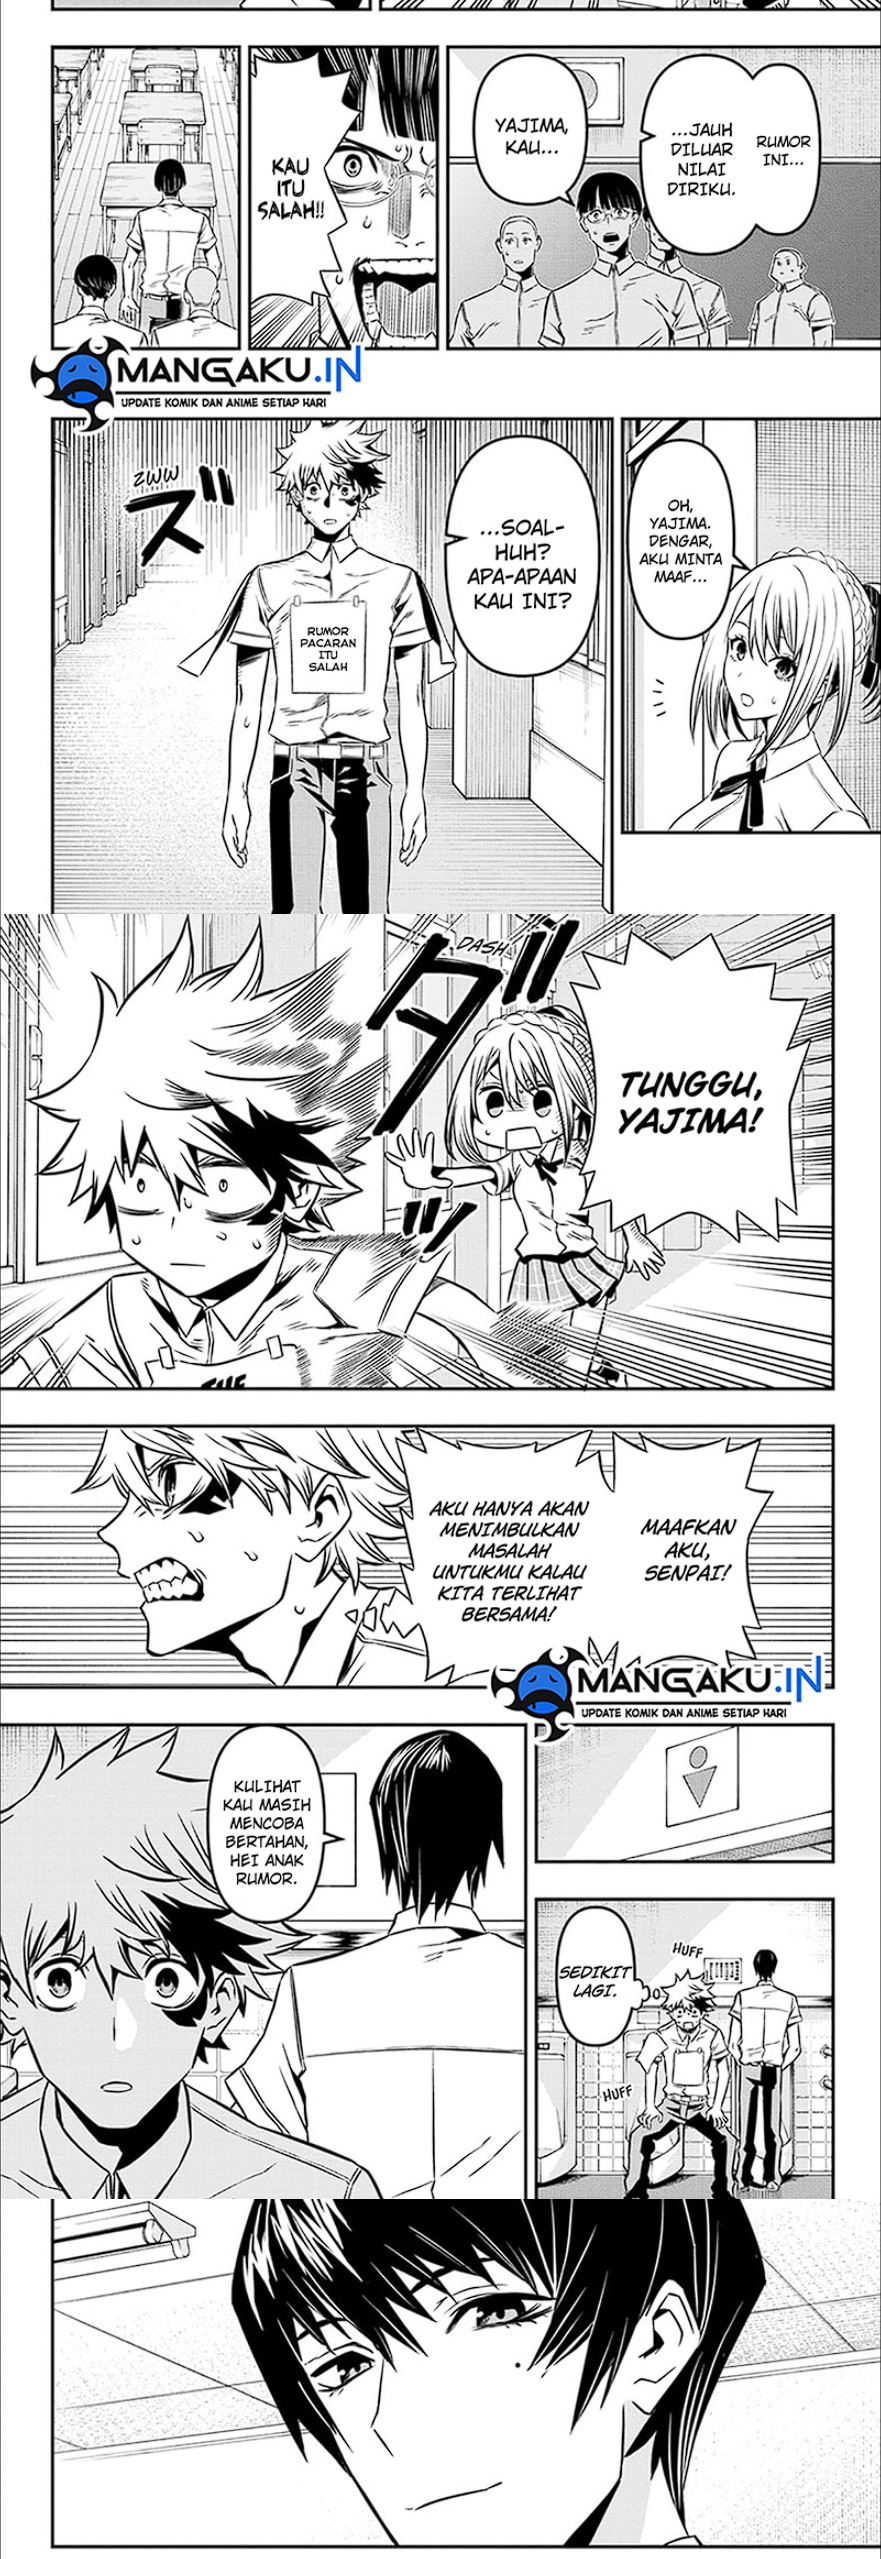 RUMOR
INI...
...JAUH
DILUAR
NILAI
DIRIKU.
YAJIMA,
KAU...
KAU
ITU
SALAH!!
MANGAKU.IN
UPDATE KOMIK DAN ANIME SETIAP HARI
OH,
YAJIMA.
DENGAR,
AKU MINTA
MAAF...
...SOAL-
HUH?
APA-APAAN
KAU INI?
ZWW
ズ
RUMOR
PACARAN
ITU
SALAH
TUNGGU,
YAJIMA!
DASH
ダッ
THE
MAAFKAN
AKU,
SENPAI!
AKU HANYA AKAN
MENIMBULKAN
MASALAH
UNTUKMU KALAU
KITA TERLIHAT
BERSAMA!
MANGAKU.IN
UPDATE KOMIK DAN ANIME SETIAP HARI
HUFF
SEDIKIT
LAGI.
HUFF
KULIHAT
KAU MASIH
MENCOBA
BERTAHAN,
HEI ANAK
RUMOR.